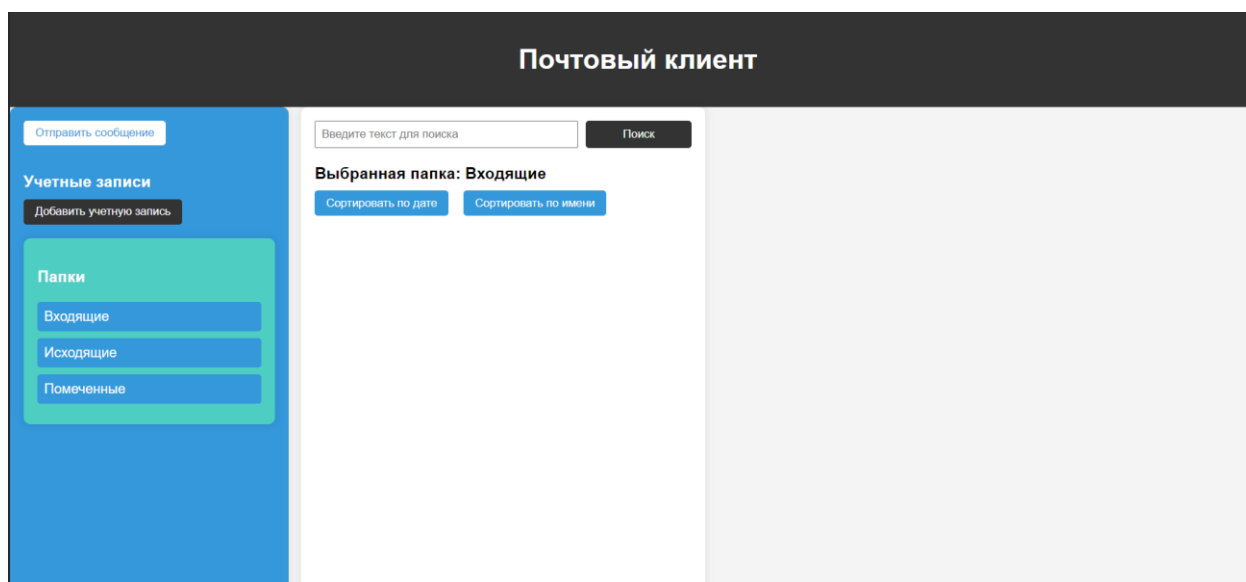 Почтовый клиент
Отправить сообщение
Учетные записи
Добавить учетную запись
Папки
Входящие
Исходящие
Помеченные
Введите текст для поиска
Поиск
Выбранная папка: Входящие
Сортировать по дате
Сортировать по имени